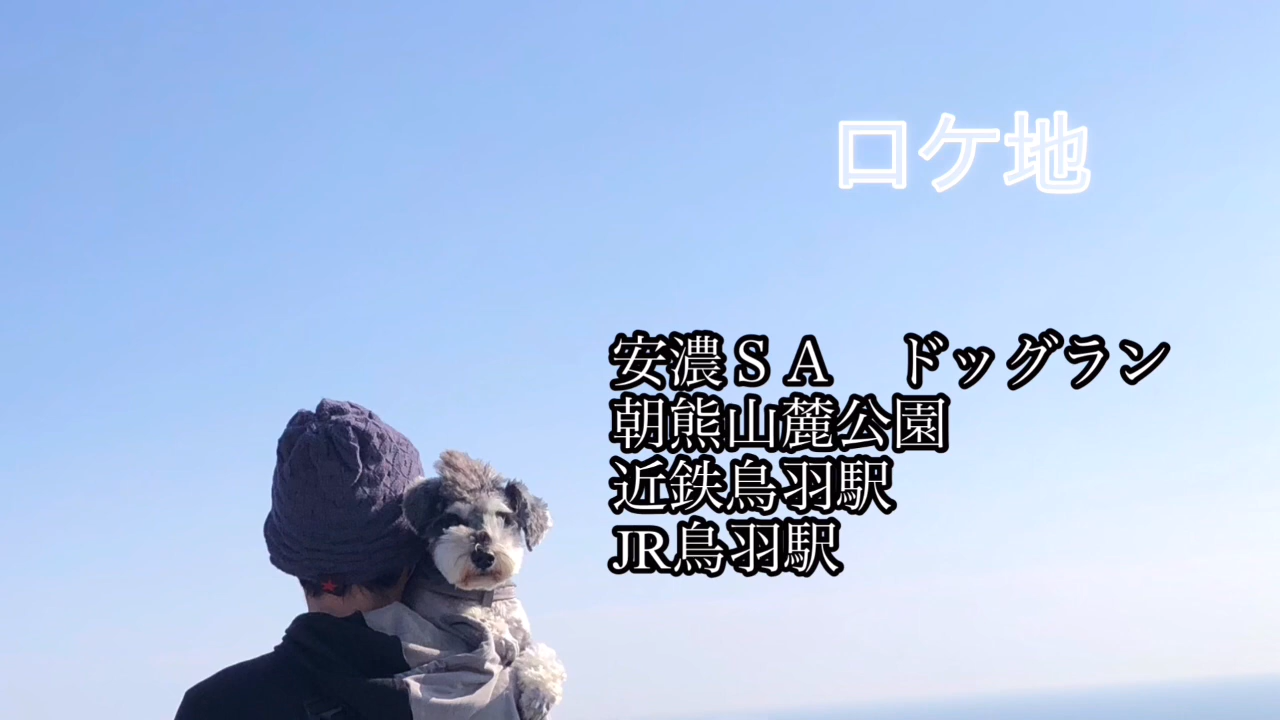 ロケ地
安濃ＳＡ　ドッグラン
朝熊山麓公園
近鉄鳥羽駅
JR鳥羽駅